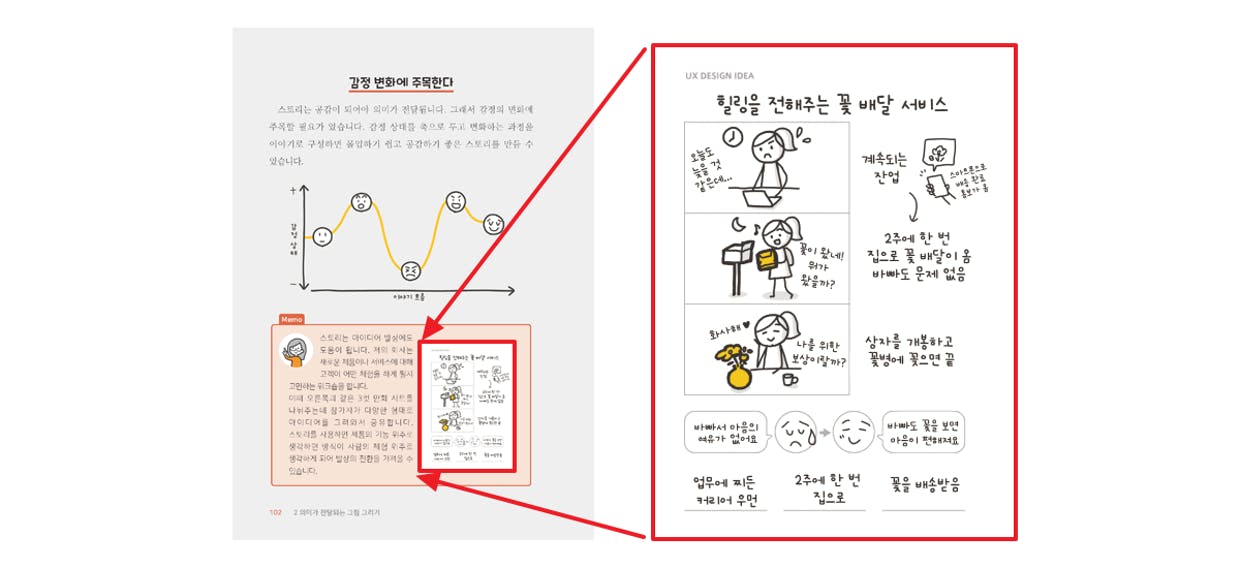 감정 변화에 주목한다
스토리는 공감이 되어야 의미가 전달됩니다. 그래서 감정의 변화에
주목할 필요가 있습니다. 감정 상태를 축으로 두고 변화하는 과정을
이야기로 구성하면 몰입하기 쉽고 공감하기 좋은 스토리를 만들 수
있습니다.
+
감정 상태
−
이야기 흐름
Memo
스토리는 아이디어 발상에도
도움이 됩니다. 저의 회사는
새로운 제품이나 서비스에 대해
고객이 어떤 체험을 하게 될지
고민하는 워크숍을 합니다.
이때 오른쪽과 같은 3컷 만화 시트를
나눠주는데 참가자가 다양한 형태로
아이디어를 그려와서 공유합니다.
스토리를 사용하면 제품의 기능 위주로
생각하던 방식이 사람의 체험 위주로
생각하게 되어 발상의 전환을 가져올 수
있습니다.
힐링을 전해주는 꽃 배달 서비스
102 2 의미가 전달되는 그림 그리기
UX DESIGN IDEA
힐링을 전해주는 꽃 배달 서비스
오늘도
늦을 것
같은데...
계속되는
잔업
스마트폰으로
배송 완료
통보가 옴
꽃이 왔네!
뭐가
왔을까?
2주에 한 번
집으로 꽃 배달이 옴
바빠도 문제 없음
화사해
나를 위한
보상이랄까?
상자를 개봉하고
꽃병에 꽂으면 끝
바빠서 마음의
여유가 없어요
바빠도 꽃을 보면
마음이 편해져요
업무에 찌든
커리어 우먼
2주에 한 번
집으로
꽃을 배송받음